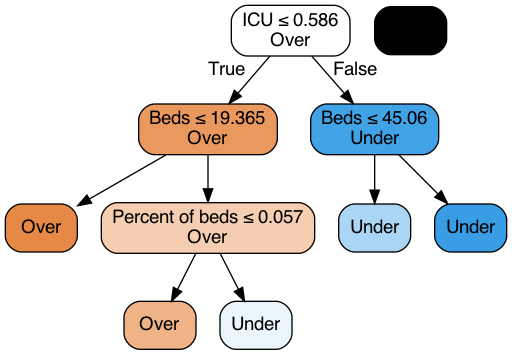 ICU ≤ 0.586
Over
True
False
Beds ≤ 19.365
Over
Beds ≤ 45.06
Under
Over
Percent of beds ≤ 0.057
Over
Under
Under
Over
Under